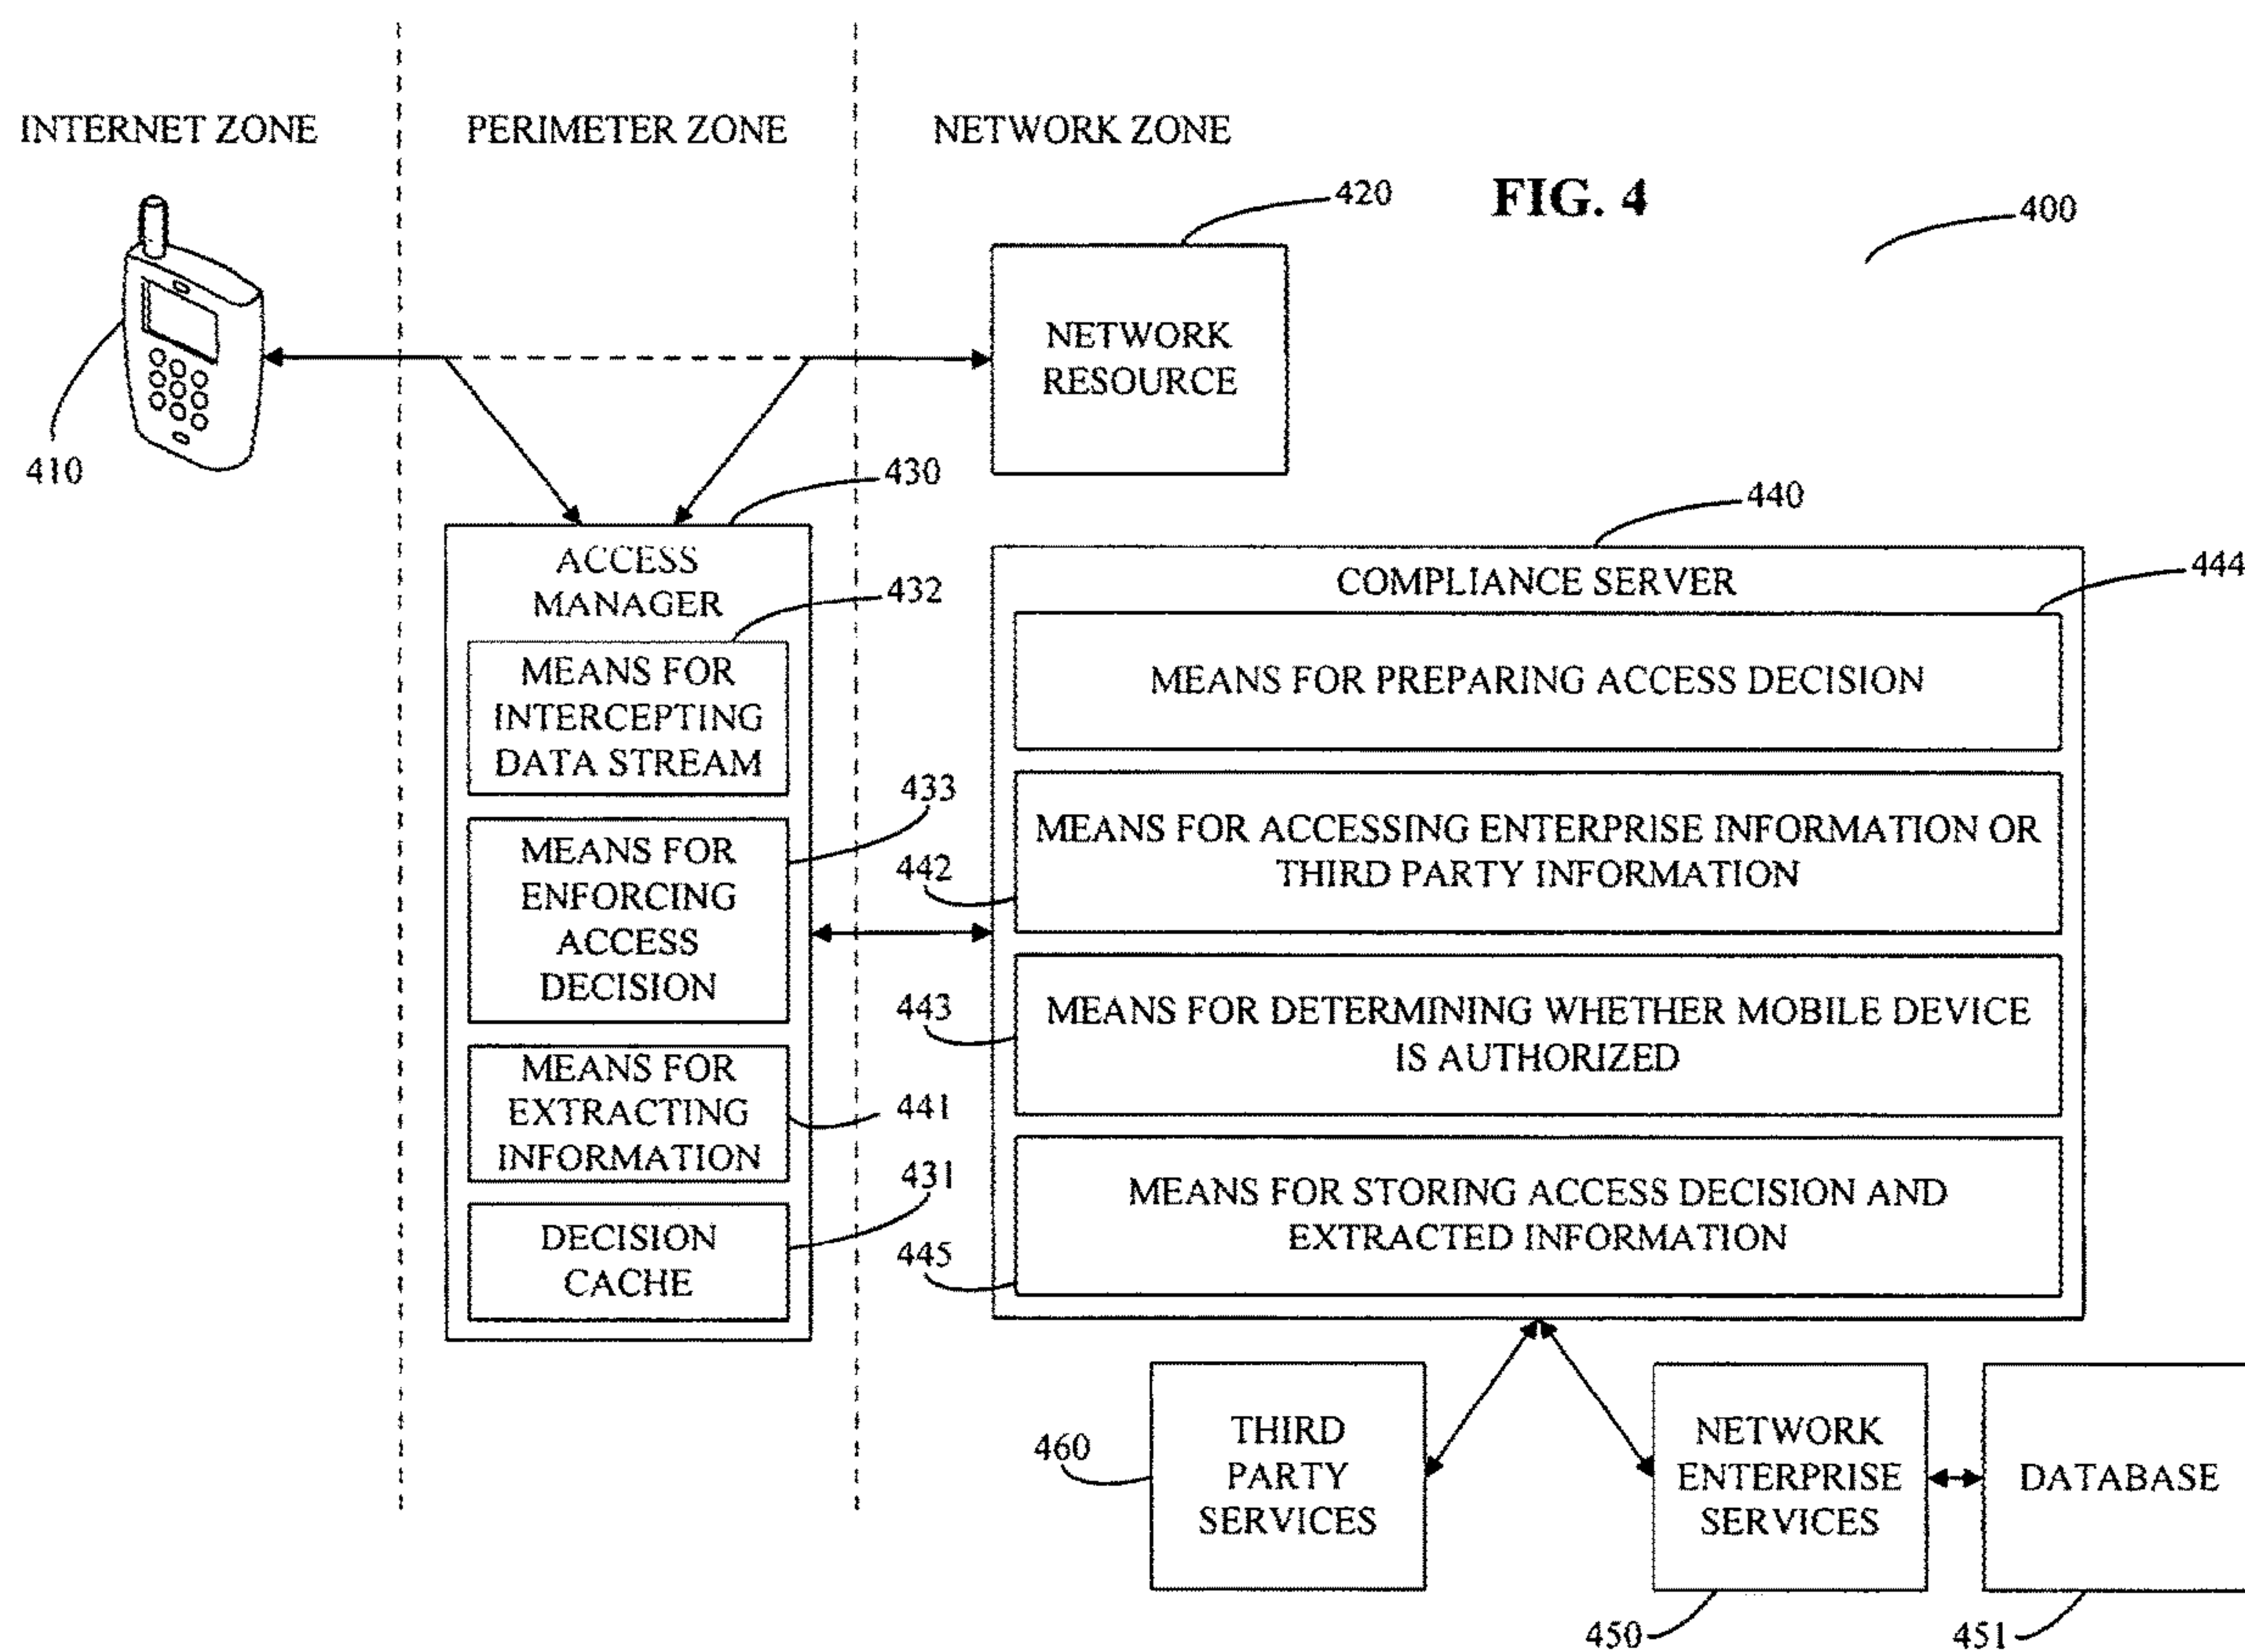 INTERNET ZONE
PERIMETER ZONE
NETWORK ZONE
FIG. 4
420
400
NETWORK
RESOURCE
410
430
440
444
ACCESS
MANAGER
432
MEANS FOR
INTERCEPTING
DATA STREAM
433
MEANS FOR
ENFORCING
ACCESS
DECISION
MEANS FOR
EXTRACTING
INFORMATION
441
431
DECISION
CACHE
COMPLIANCE SERVER
MEANS FOR PREPARING ACCESS DECISION
MEANS FOR ACCESSING ENTERPRISE INFORMATION OR
THIRD PARTY INFORMATION
442
MEANS FOR DETERMINING WHETHER MOBILE DEVICE
IS AUTHORIZED
443
MEANS FOR STORING ACCESS DECISION AND
EXTRACTED INFORMATION
445
460
THIRD
PARTY
SERVICES
NETWORK
ENTERPRISE
SERVICES
DATABASE
450
451